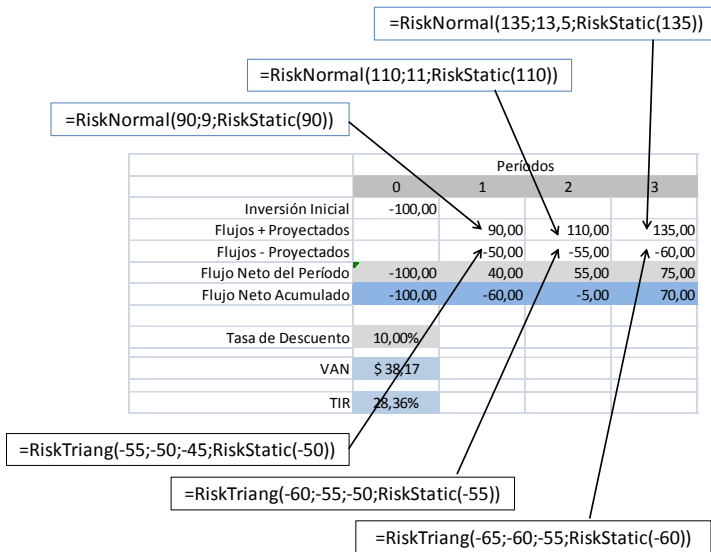 =RiskNormal(135;13,5;RiskStatic(135))
=RiskNormal(110;11;RiskStatic(110))
=RiskNormal(90;9;RiskStatic(90))
Períodos
0 1 2 3
Inversión Inicial -100,00
Flujos + Proyectados 90,00 110,00 135,00
Flujos - Proyectados -50,00 -55,00 -60,00
Flujo Neto del Período -100,00 40,00 55,00 75,00
Flujo Neto Acumulado -100,00 -60,00 -5,00 70,00
Tasa de Descuento 10,00%
VAN $ 38,17
TIR 28,36%
=RiskTriang(-55;-50;-45;RiskStatic(-50))
=RiskTriang(-60;-55;-50;RiskStatic(-55))
=RiskTriang(-65;-60;-55;RiskStatic(-60))